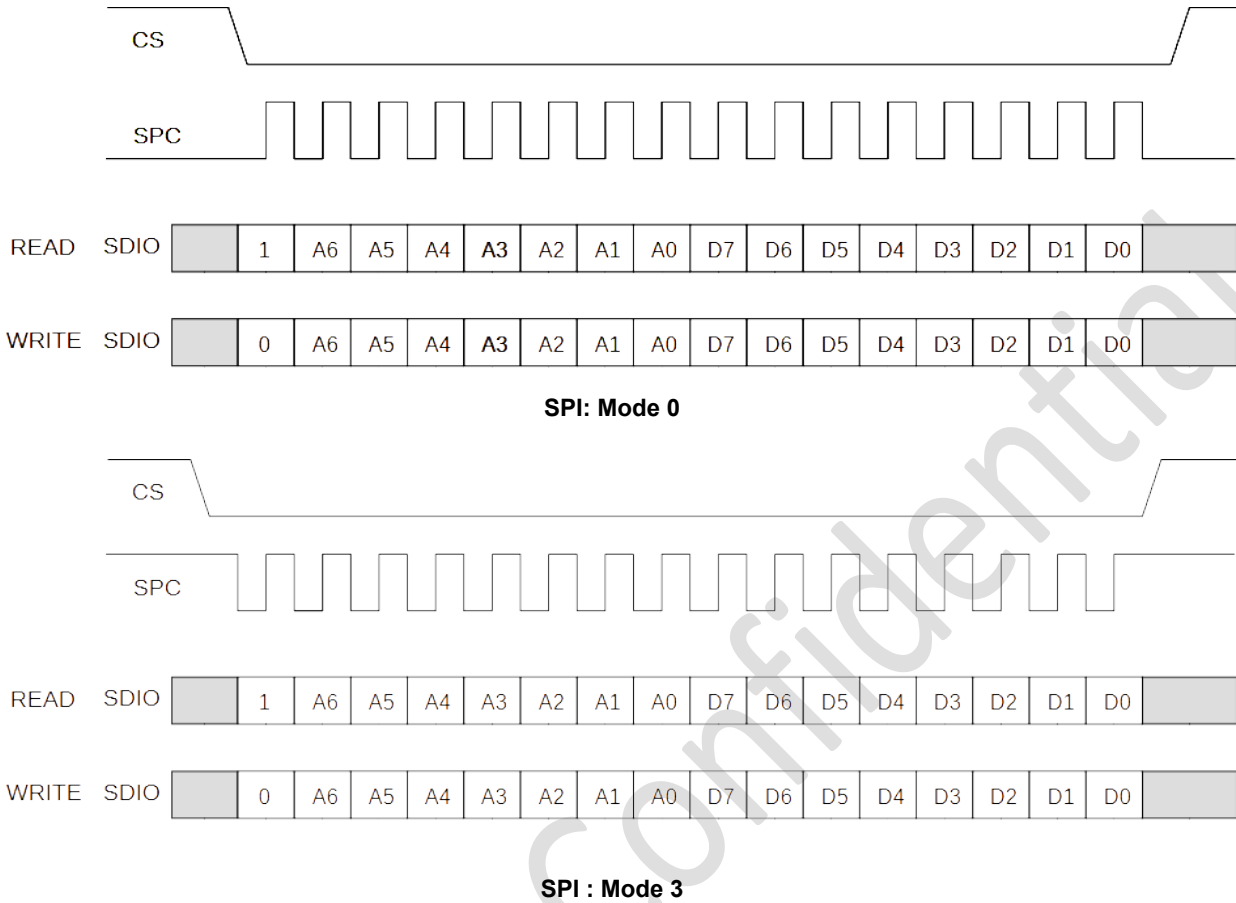 CS
SPC
READ SDIO 1 A6 A5 A4 A3 A2 A1 A0 D7 D6 D5 D4 D3 D2 D1 D0
WRITE SDIO 0 A6 A5 A4 A3 A2 A1 A0 D7 D6 D5 D4 D3 D2 D1 D0
SPI: Mode 0
CS
SPC
READ SDIO 1 A6 A5 A4 A3 A2 A1 A0 D7 D6 D5 D4 D3 D2 D1 D0
WRITE SDIO 0 A6 A5 A4 A3 A2 A1 A0 D7 D6 D5 D4 D3 D2 D1 D0
SPI : Mode 3
Confidential